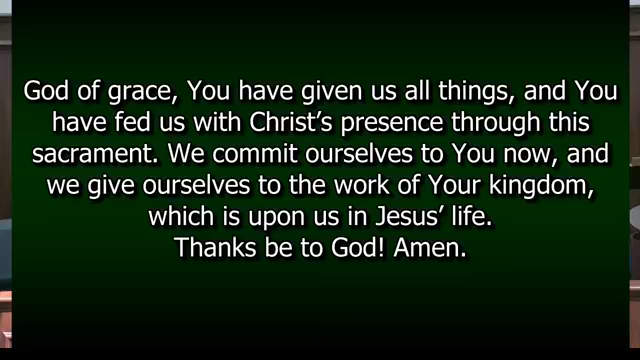 God of grace, You have given us all things, and You
have fed us with Christ’s presence through this
sacrament. We commit ourselves to You now, and
we give ourselves to the work of Your kingdom,
which is upon us in Jesus’ life.
Thanks be to God! Amen.